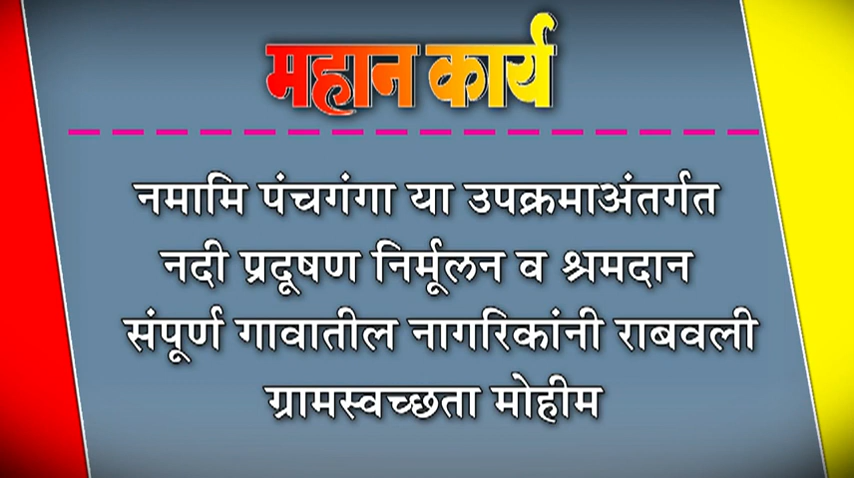 महान कार्य
नमामि पंचगंगा या उपक्रमाअंतर्गत
नदी प्रदूषण निर्मूलन व श्रमदान
संपूर्ण गावातील नागरिकांनी राबवली
ग्रामस्वच्छता मोहीम